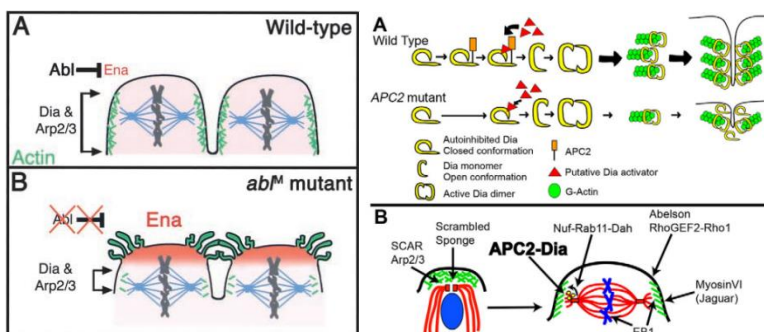 A
Wild-type
Abl
Ena
Dia &
Arp2/3
Actin
B
ablM mutant
Abl
Ena
Dia &
Arp2/3
A
Wild Type
APC2 mutant
Autoinhibited Dia
Closed conformation
Dia monomer
Open conformation
Active Dia dimer
APC2
Putative Dia activator
G-Actin
B
Scrambled
Sponge
SCAR
Arp2/3
APC2-Dia
Nuf-Rab11-Dah
Abelson
RhoGEF2-Rho1
MyosinVI
(Jaguar)
EB1